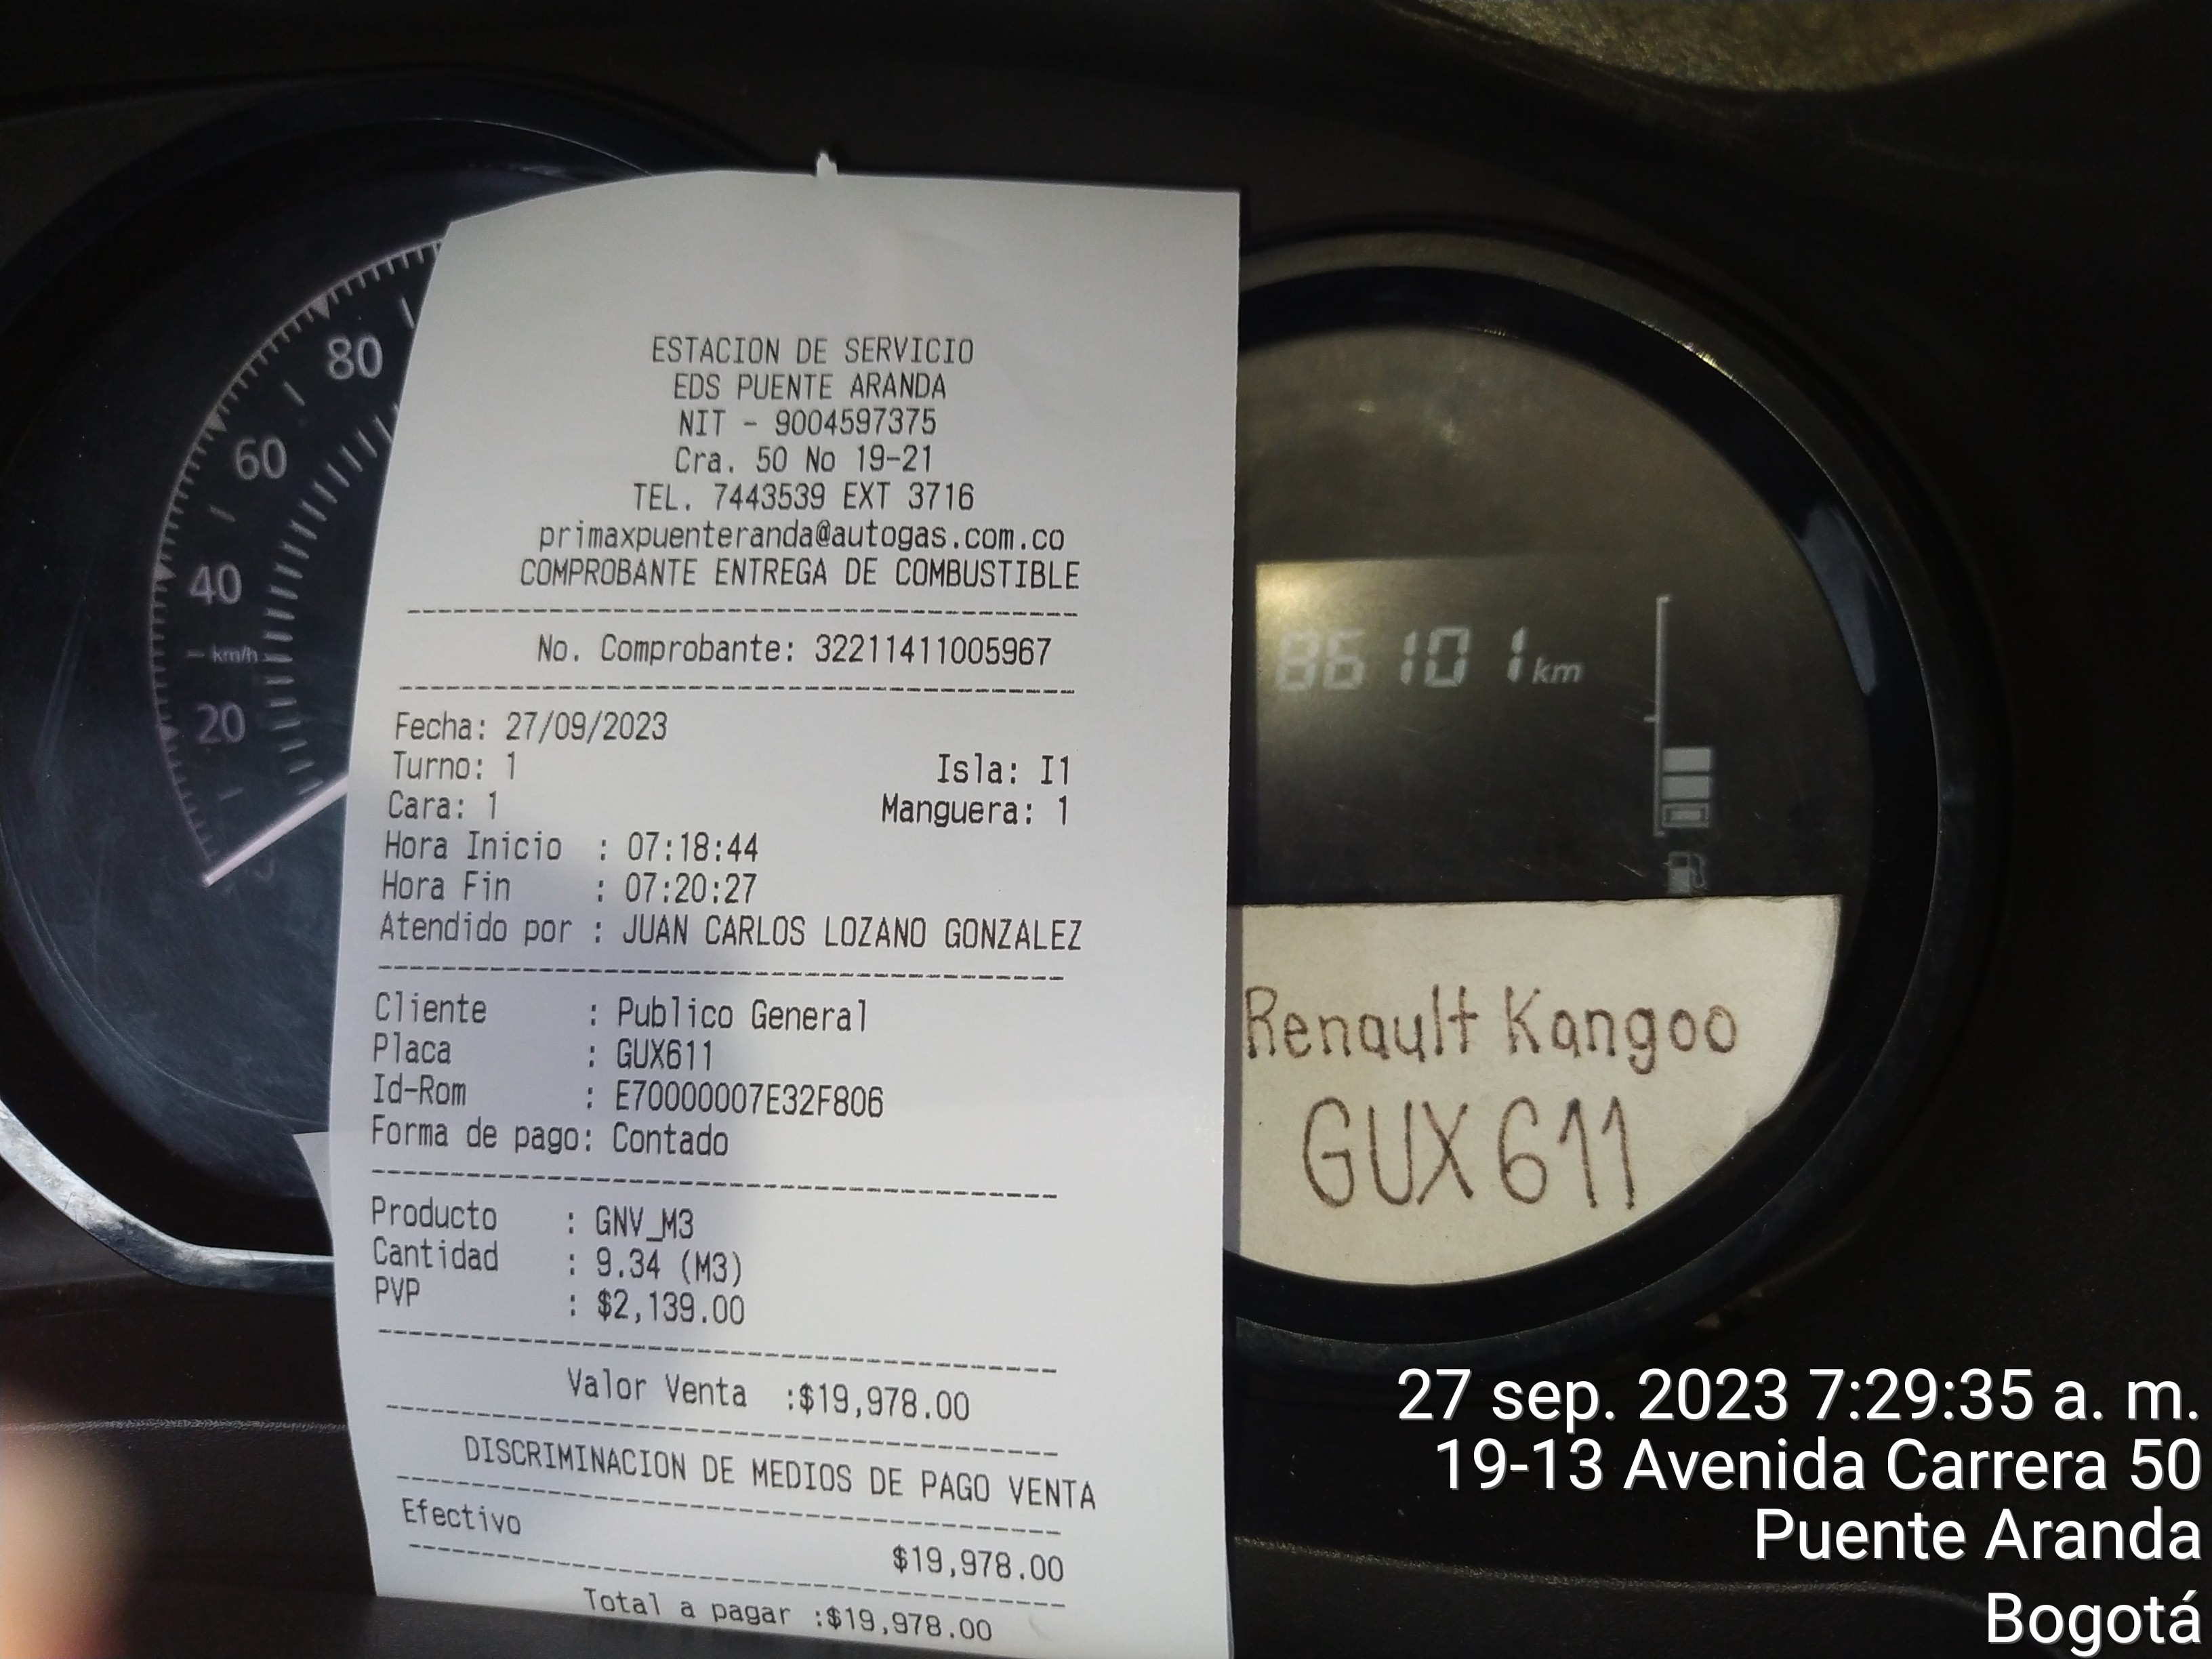 ESTACION DE SERVICIO
EDS PUENTE ARANDA
NIT - 9004597375
Cra. 50 No 19-21
TEL. 7443539 EXT 3716
primaxpuenteranda@autogas.com.co
COMPROBANTE ENTREGA DE COMBUSTIBLE
No. Comprobante: 32211411005967
Fecha: 27/09/2023
Turno: 1 Isla: I1
Cara: 1 Manguera: 1
Hora Inicio : 07:18:44
Hora Fin : 07:20:27
Atendido por : JUAN CARLOS LOZANO GONZALEZ
Cliente : Publico General
Placa : GUX611
Id-Rom : E70000007E32F806
Forma de pago: Contado
Producto : GNV_M3
Cantidad : 9.34 (M3)
PVP : $2,139.00
Valor Venta :$19,978.00
DISCRIMINACION DE MEDIOS DE PAGO VENTA
Efectivo
$19,978.00
Total a pagar :$19,978.00
80
60
40
km/h
20
86101 km
Renault Kangoo
GUX611
27 sep. 2023 7:29:35 a. m.
19-13 Avenida Carrera 50
Puente Aranda
Bogotá